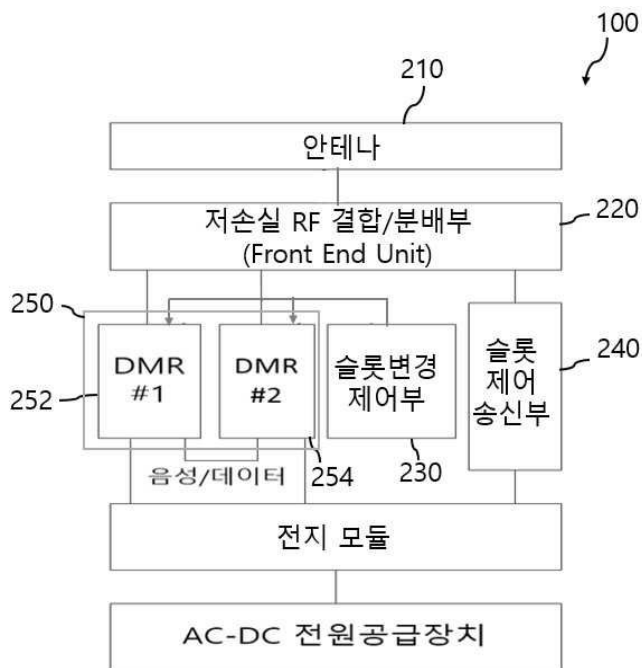 100
210
안테나
저손실 RF 결합/분배부
(Front End Unit)
220
250
DMR
#1
DMR
#2
슬롯변경
제어부
슬롯
제어
송신부
240
252
음성/데이터
254
230
전지 모듈
AC-DC 전원공급장치